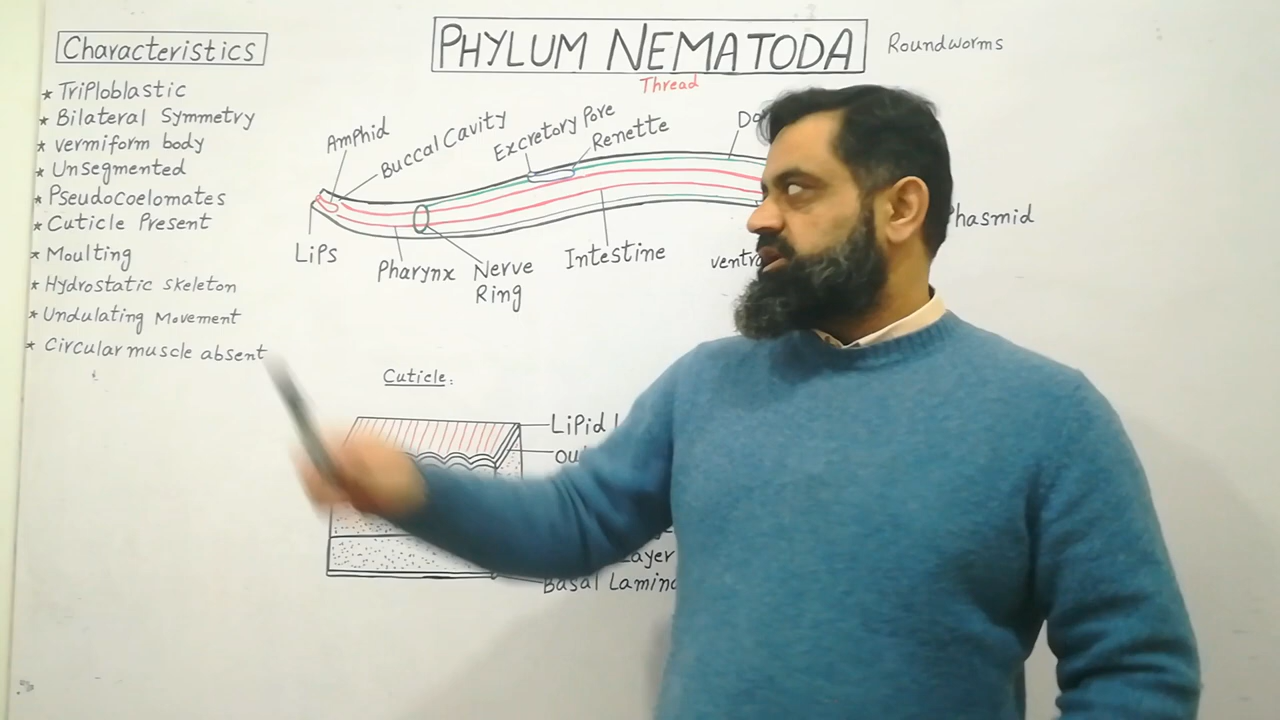 Characteristics
PHYLUM NEMATODA
Roundworms
Thread
* TriPloblastic
* Bilateral Symmetry
* vermiform body
* UnSegmented
* PSeudocoelomates
* Cuticle Present
* Moulting
* Hydrostatic Skeleton
* Undulating Movement
* Circular muscle absent
Amphid
Buccal Cavity
Excretory Pore
Renette
LiPs
Pharynx
Nerve
Ring
Intestine
Phasmid
Cuticle:
LiPid
Layer
Basal Lamina